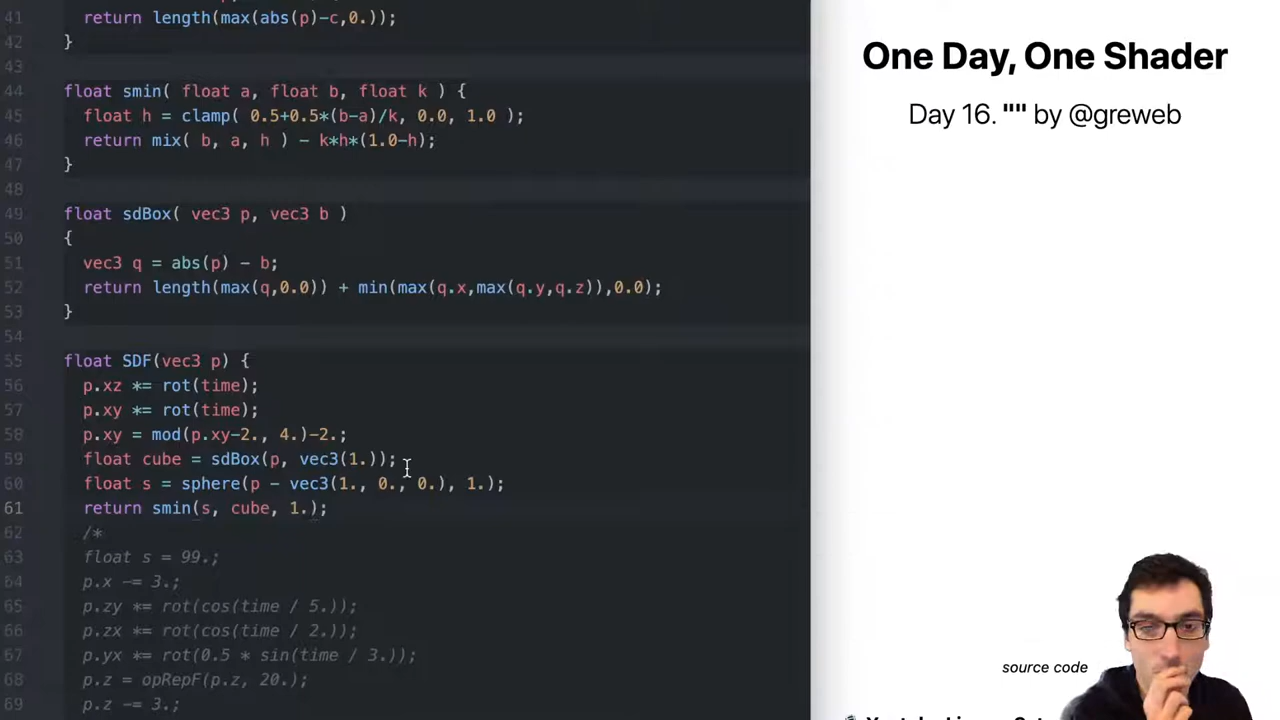 41 return length(max(abs(p)-c,0.));
42 }
43
44 float smin( float a, float b, float k ) {
45 float h = clamp( 0.5+0.5*(b-a)/k, 0.0, 1.0 );
46 return mix( b, a, h ) - k*h*(1.0-h);
47 }
48
49 float sdBox( vec3 p, vec3 b )
50 {
51 vec3 q = abs(p) - b;
52 return length(max(q,0.0)) + min(max(q.x,max(q.y,q.z)),0.0);
53 }
54
55 float SDF(vec3 p) {
56 p.xz *= rot(time);
57 p.xy *= rot(time);
58 p.xy = mod(p.xy-2., 4.)-2.;
59 float cube = sdBox(p, vec3(1.));
60 float s = sphere(p - vec3(1., 0., 0.), 1.);
61 return smin(s, cube, 1.);
62 /*
63 float s = 99.;
64 p.x -= 3.;
65 p.zy *= rot(cos(time / 5.));
66 p.zx *= rot(cos(time / 2.));
67 p.yx *= rot(0.5 * sin(time / 3.));
68 p.z = opRepF(p.z, 20.);
69 p.z -= 3.;
One Day, One Shader
Day 16. "" by @greweb
source code